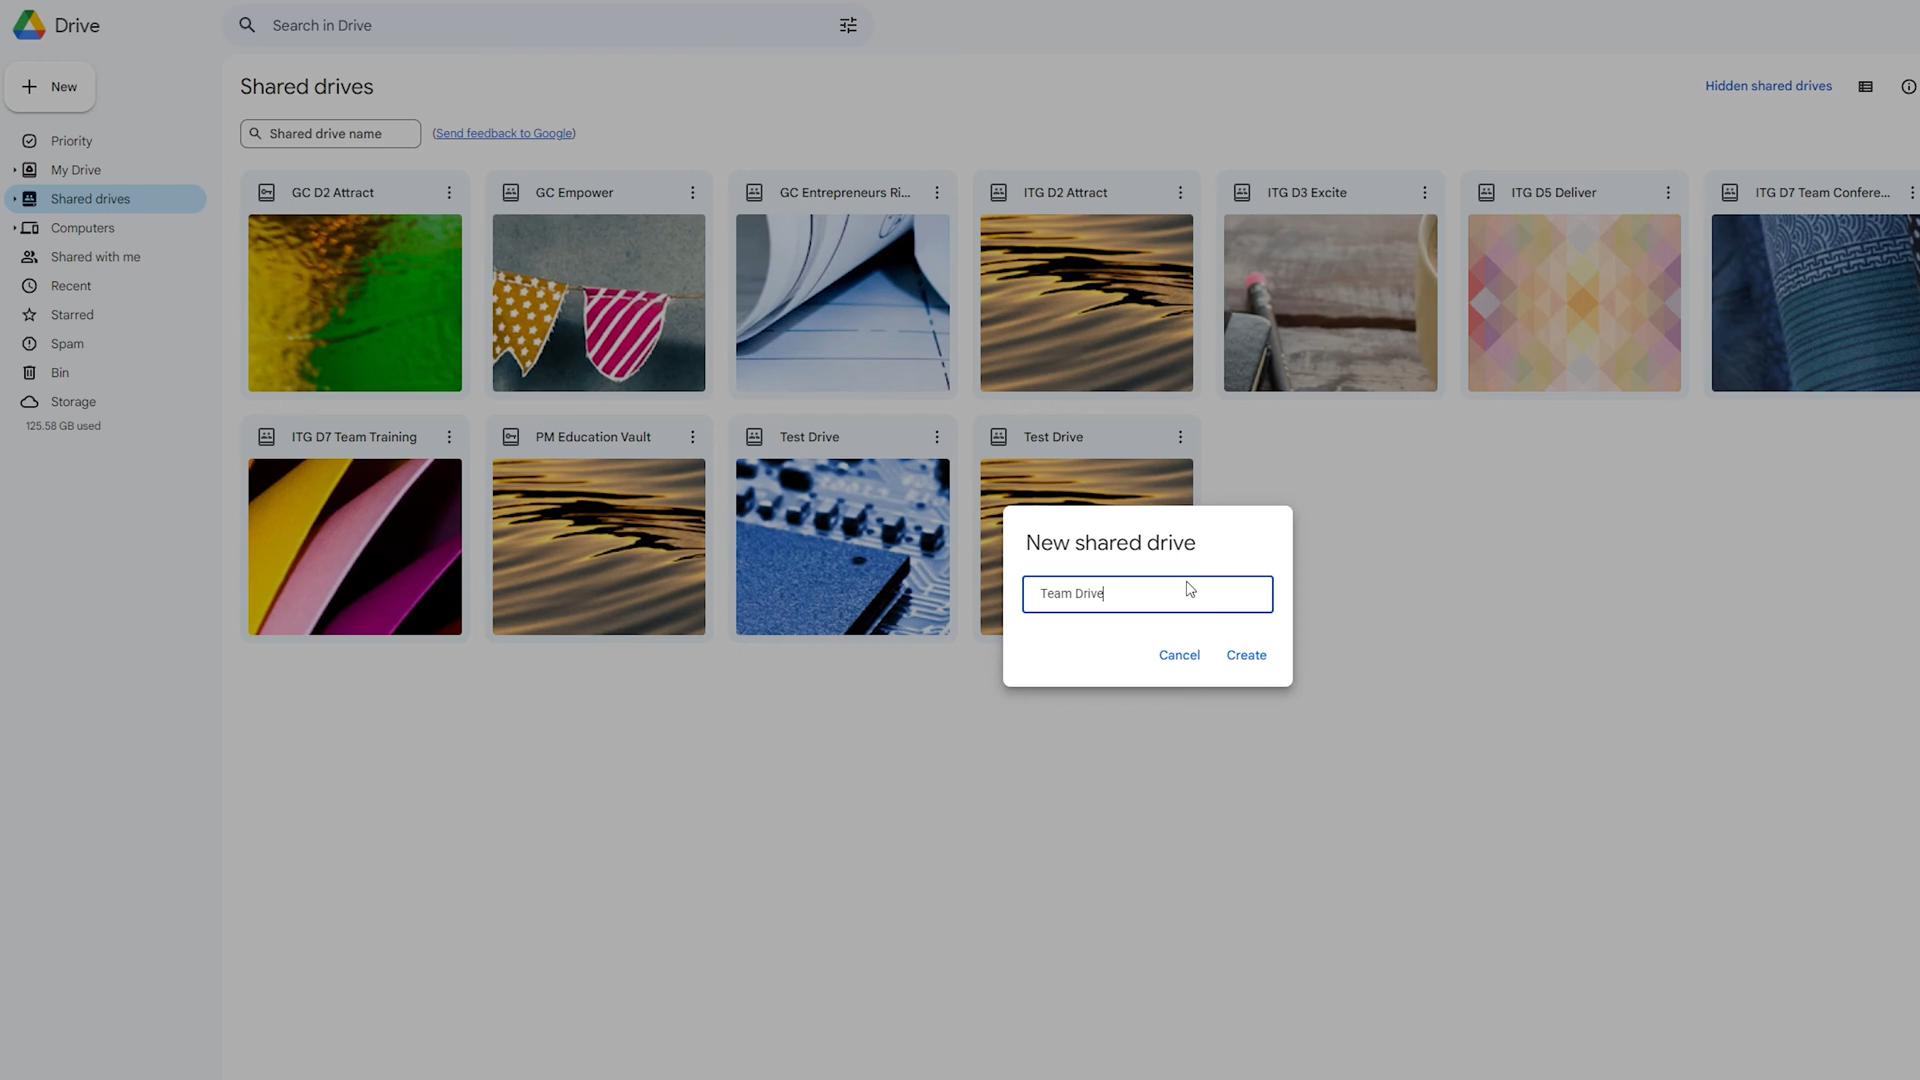 Drive
Search in Drive
New
Shared drives
Hidden shared drives
Shared drive name
(Send feedback to Google)
Priority
My Drive
Shared drives
Computers
Shared with me
Recent
Starred
Spam
Bin
Storage
125.58 GB used
GC D2 Attract
GC Empower
GC Entrepreneurs Ri...
ITG D2 Attract
ITG D3 Excite
ITG D5 Deliver
ITG D7 Team Confere...
ITG D7 Team Training
PM Education Vault
Test Drive
Test Drive
New shared drive
Team Drive
Cancel
Create